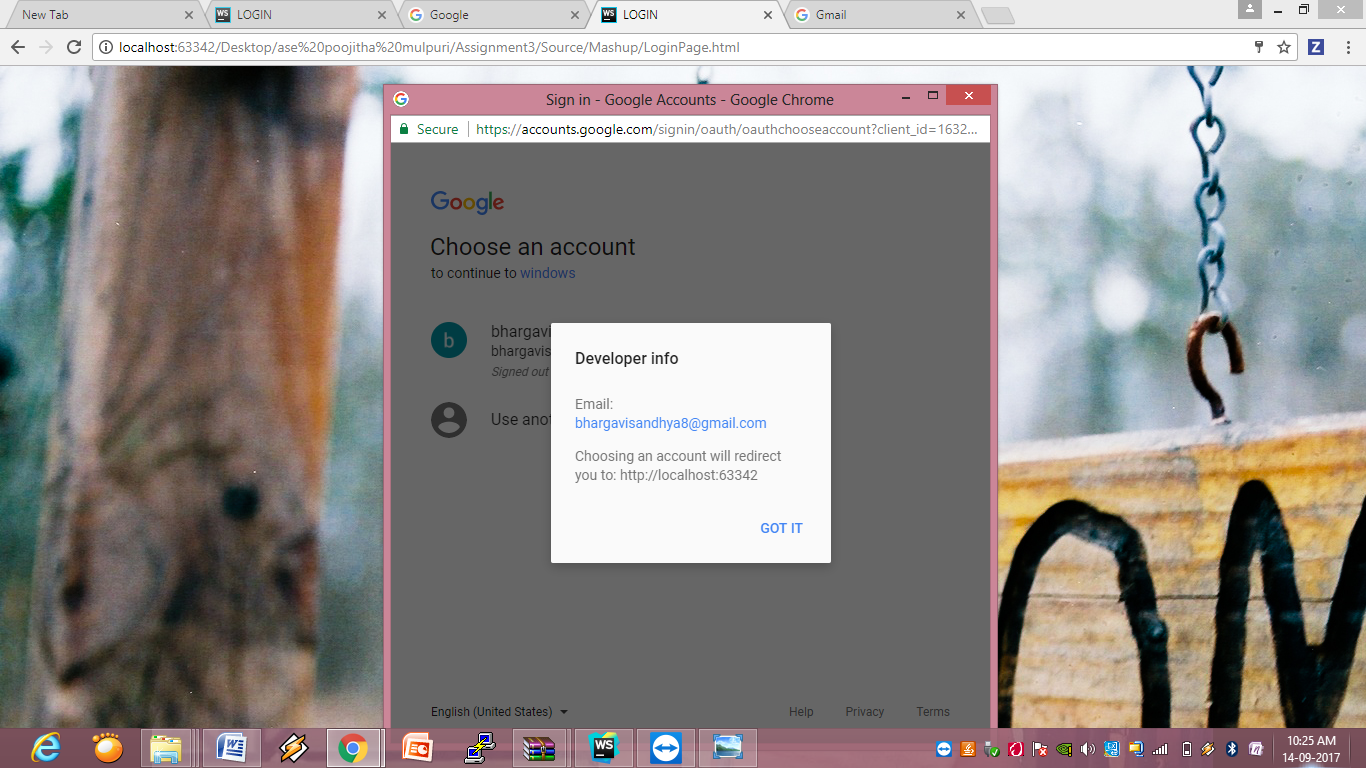 New Tab
LOGIN
Google
LOGIN
Gmail
localhost:63342/Desktop/ase%20poojitha%20mulpuri/Assignment3/Source/Mashup/LoginPage.html
Z
Sign in - Google Accounts - Google Chrome
Secure
https://accounts.google.com/signin/oauth/oauthchooseaccount?client_id=1632...
Google
Choose an account
to continue to windows
b
bhargavi
bhargavis
Signed out
Use anot
Developer info
Email:
bhargavisandhya8@gmail.com
Choosing an account will redirect
you to: http://localhost:63342
GOT IT
English (United States)
Help
Privacy
Terms
WS
10:25 AM
14-09-2017